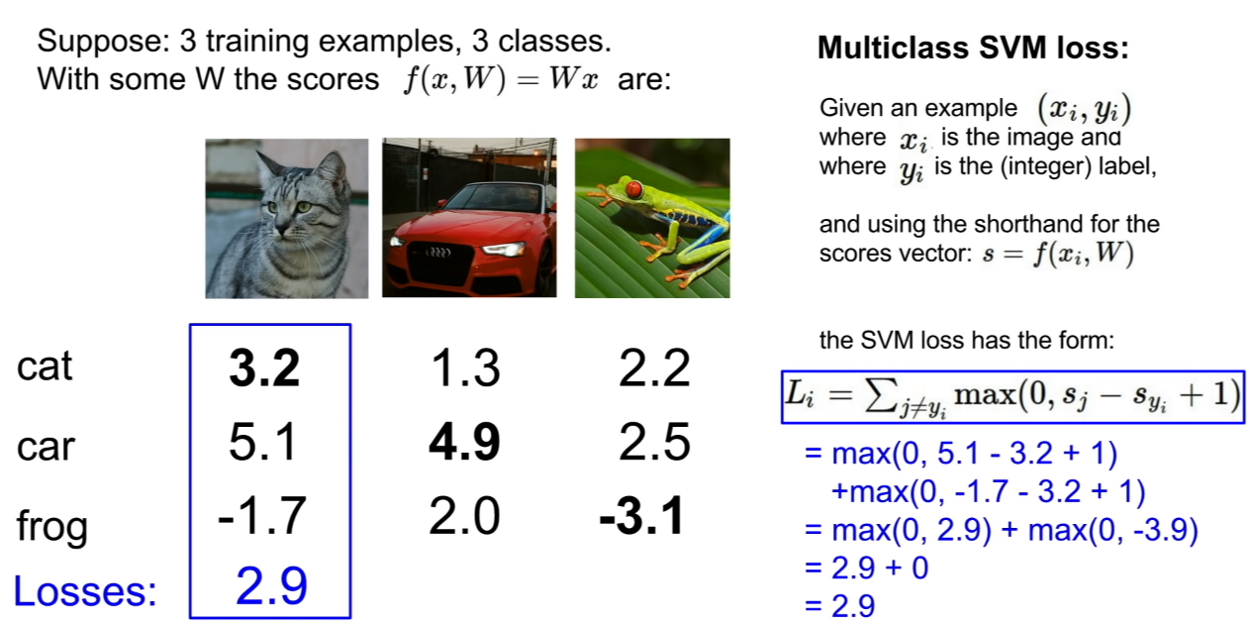 Suppose: 3 training examples, 3 classes.
With some W the scores f(x, W) = Wx are:
cat 3.2 1.3 2.2
car 5.1 4.9 2.5
frog -1.7 2.0 -3.1
Losses: 2.9
Multiclass SVM loss:
Given an example (x_i, y_i)
where x_i is the image and
where y_i is the (integer) label,
and using the shorthand for the
scores vector: s = f(x_i, W)
the SVM loss has the form:
L_i = ∑_{j≠y_i} max(0, s_j − s_{y_i} + 1)
= max(0, 5.1 - 3.2 + 1)
+max(0, -1.7 - 3.2 + 1)
= max(0, 2.9) + max(0, -3.9)
= 2.9 + 0
= 2.9